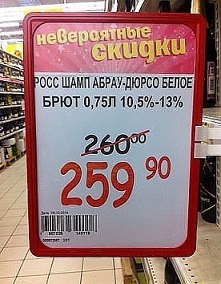 невероятные
скидки
РОСС ШАМП АБРАУ-ДЮРСО БЕЛОЕ
БРЮТ 0,75Л 10,5%-13%
260 00
259 90